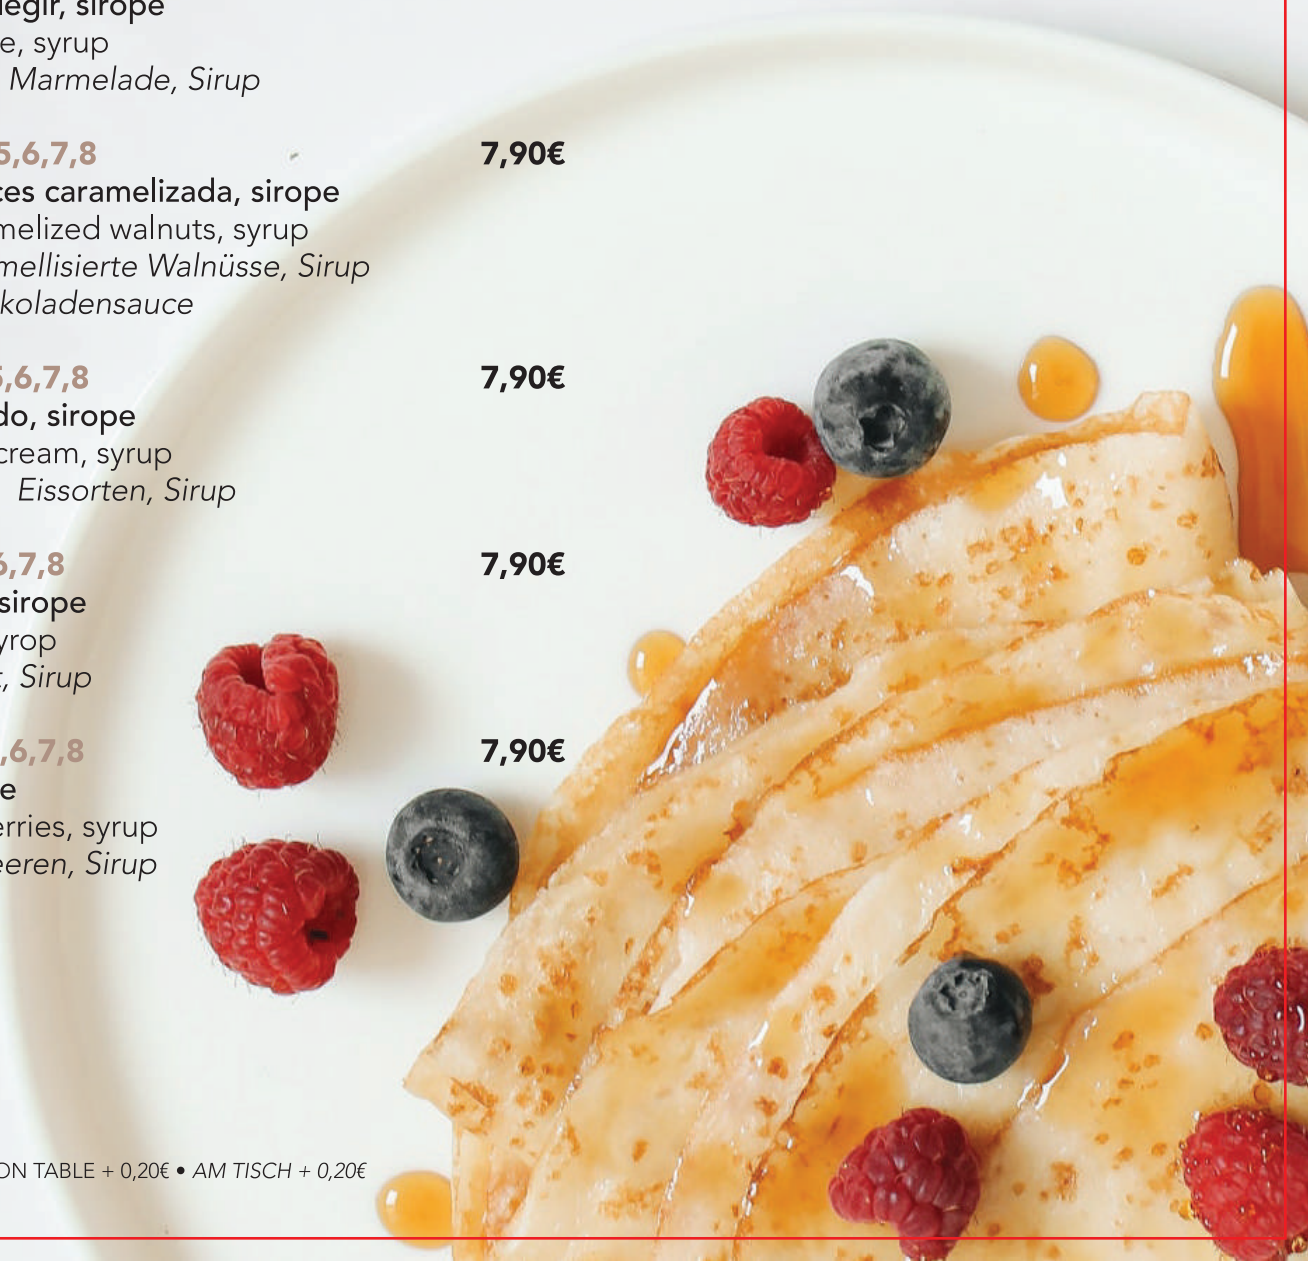 legir, sirope
e, syrup
Marmelade, Sirup
5,6,7,8 7,90€
ces caramelizada, sirope
melized walnuts, syrup
mellisierte Walnüsse, Sirup
koladensauce
5,6,7,8 7,90€
do, sirope
cream, syrup
Eissorten, Sirup
6,7,8 7,90€
sirope
yrop
t, Sirup
,6,7,8 7,90€
e
erries, syrup
eeren, Sirup
ON TABLE + 0,20€ • AM TISCH + 0,20€